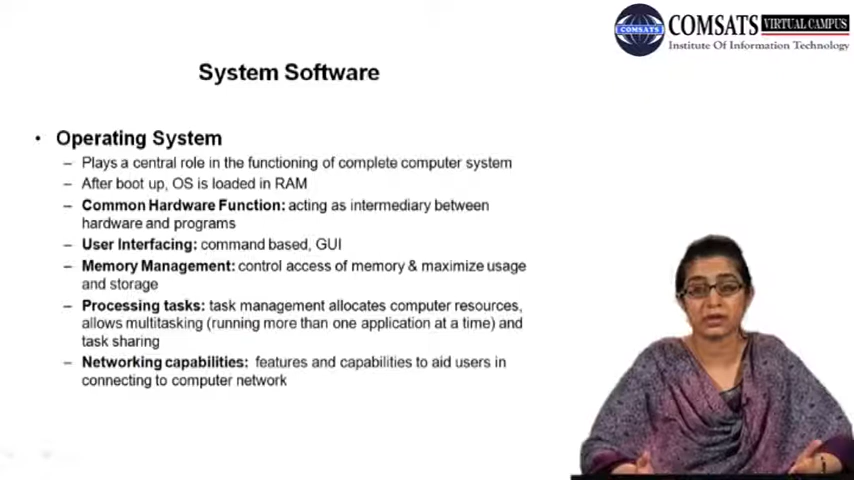 COMSATS VIRTUAL CAMPUS
COMSATS
Institute Of Information Technology
System Software
• Operating System
– Plays a central role in the functioning of complete computer system
– After boot up, OS is loaded in RAM
– Common Hardware Function: acting as intermediary between
hardware and programs
– User Interfacing: command based, GUI
– Memory Management: control access of memory & maximize usage
and storage
– Processing tasks: task management allocates computer resources,
allows multitasking (running more than one application at a time) and
task sharing
– Networking capabilities: features and capabilities to aid users in
connecting to computer network